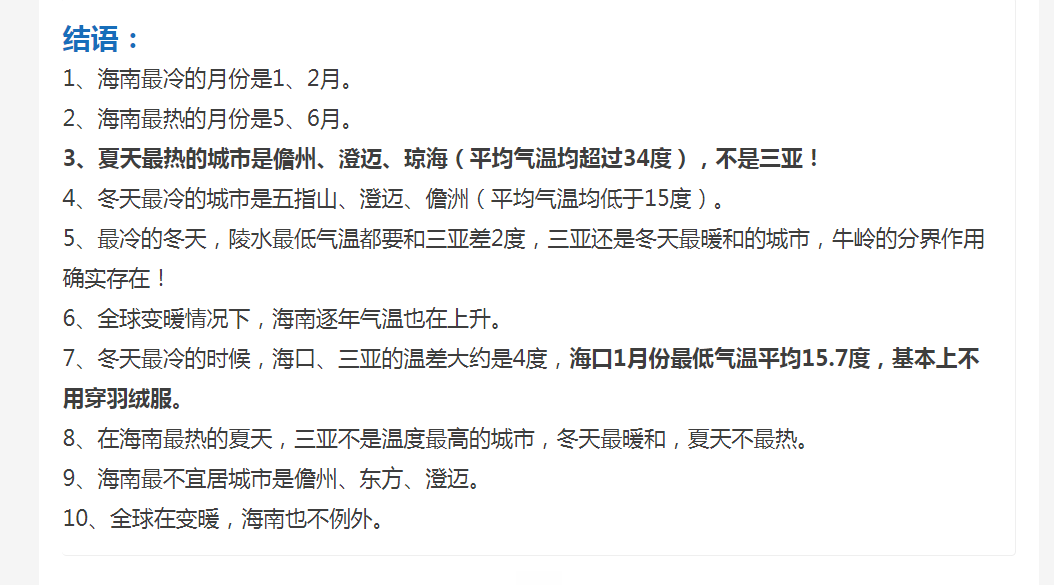 结语：
1、海南最冷的月份是1、2月。
2、海南最热的月份是5、6月。
3、夏天最热的城市是儋州、澄迈、琼海（平均气温均超过34度），不是三亚！
4、冬天最冷的城市是五指山、澄迈、儋洲（平均气温均低于15度）。
5、最冷的冬天，陵水最低气温都要和三亚差2度，三亚还是冬天最暖和的城市，牛岭的分界作用
确实存在！
6、全球变暖情况下，海南逐年气温也在上升。
7、冬天最冷的时候，海口、三亚的温差大约是4度，海口1月份最低气温平均15.7度，基本上不
用穿羽绒服。
8、在海南最热的夏天，三亚不是温度最高的城市，冬天最暖和，夏天不最热。
9、海南最不宜居城市是儋州、东方、澄迈。
10、全球在变暖，海南也不例外。